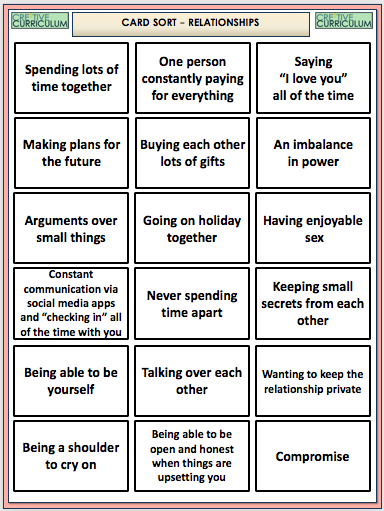 CRE TIVE
CURRICULUM
CARD SORT – RELATIONSHIPS
CRE TIVE
CURRICULUM
Spending lots of
time together
One person
constantly paying
for everything
Saying
“I love you”
all of the time
Making plans for
the future
Buying each other
lots of gifts
An imbalance
in power
Arguments over
small things
Going on holiday
together
Having enjoyable
sex
Constant
communication via
social media apps
and “checking in” all
of the time with you
Never spending
time apart
Keeping small
secrets from each
other
Being able to be
yourself
Talking over each
other
Wanting to keep the
relationship private
Being a shoulder
to cry on
Being able to be
open and honest
when things are
upsetting you
Compromise